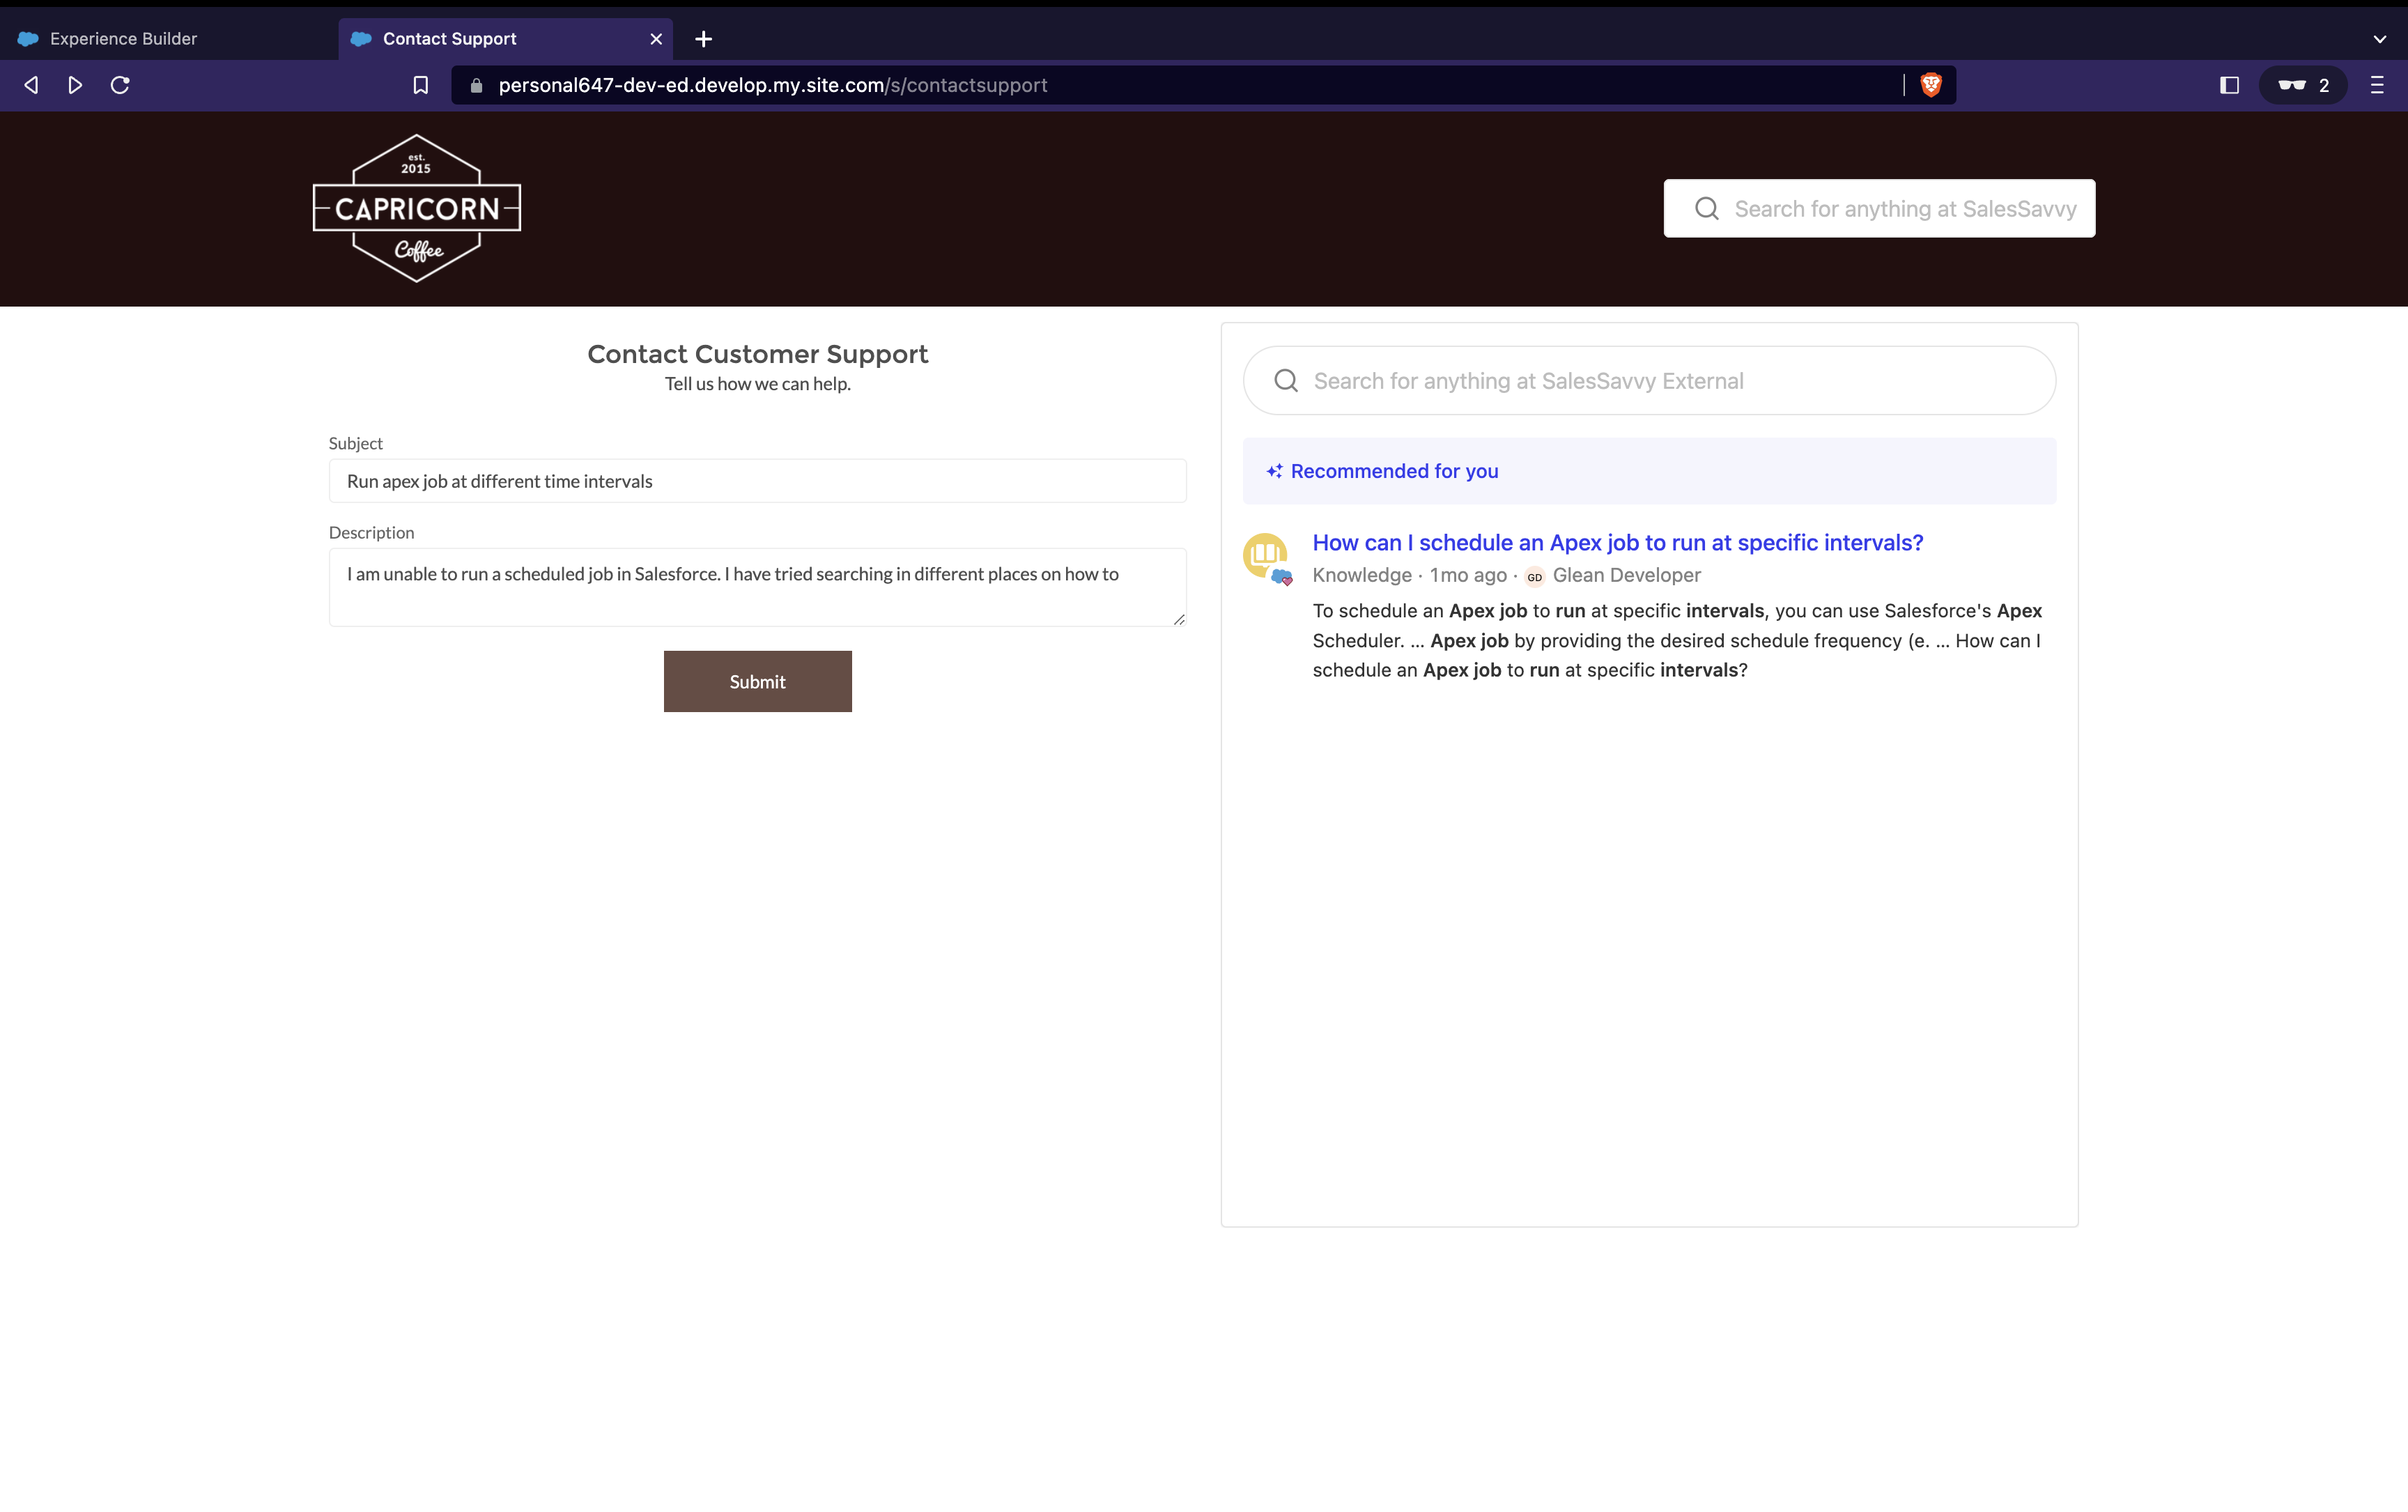 Experience Builder
Contact Support
personal647-dev-ed.develop.my.site.com/s/contactsupport
2
est.
2015
CAPRICORN
Coffee
Search for anything at SalesSavvy
Contact Customer Support
Tell us how we can help.
Subject
Run apex job at different time intervals
Description
I am unable to run a scheduled job in Salesforce. I have tried searching in different places on how to
Submit
Search for anything at SalesSavvy External
Recommended for you
How can I schedule an Apex job to run at specific intervals?
Knowledge · 1mo ago · GD Glean Developer
To schedule an Apex job to run at specific intervals, you can use Salesforce's Apex
Scheduler. ... Apex job by providing the desired schedule frequency (e. ... How can I
schedule an Apex job to run at specific intervals?